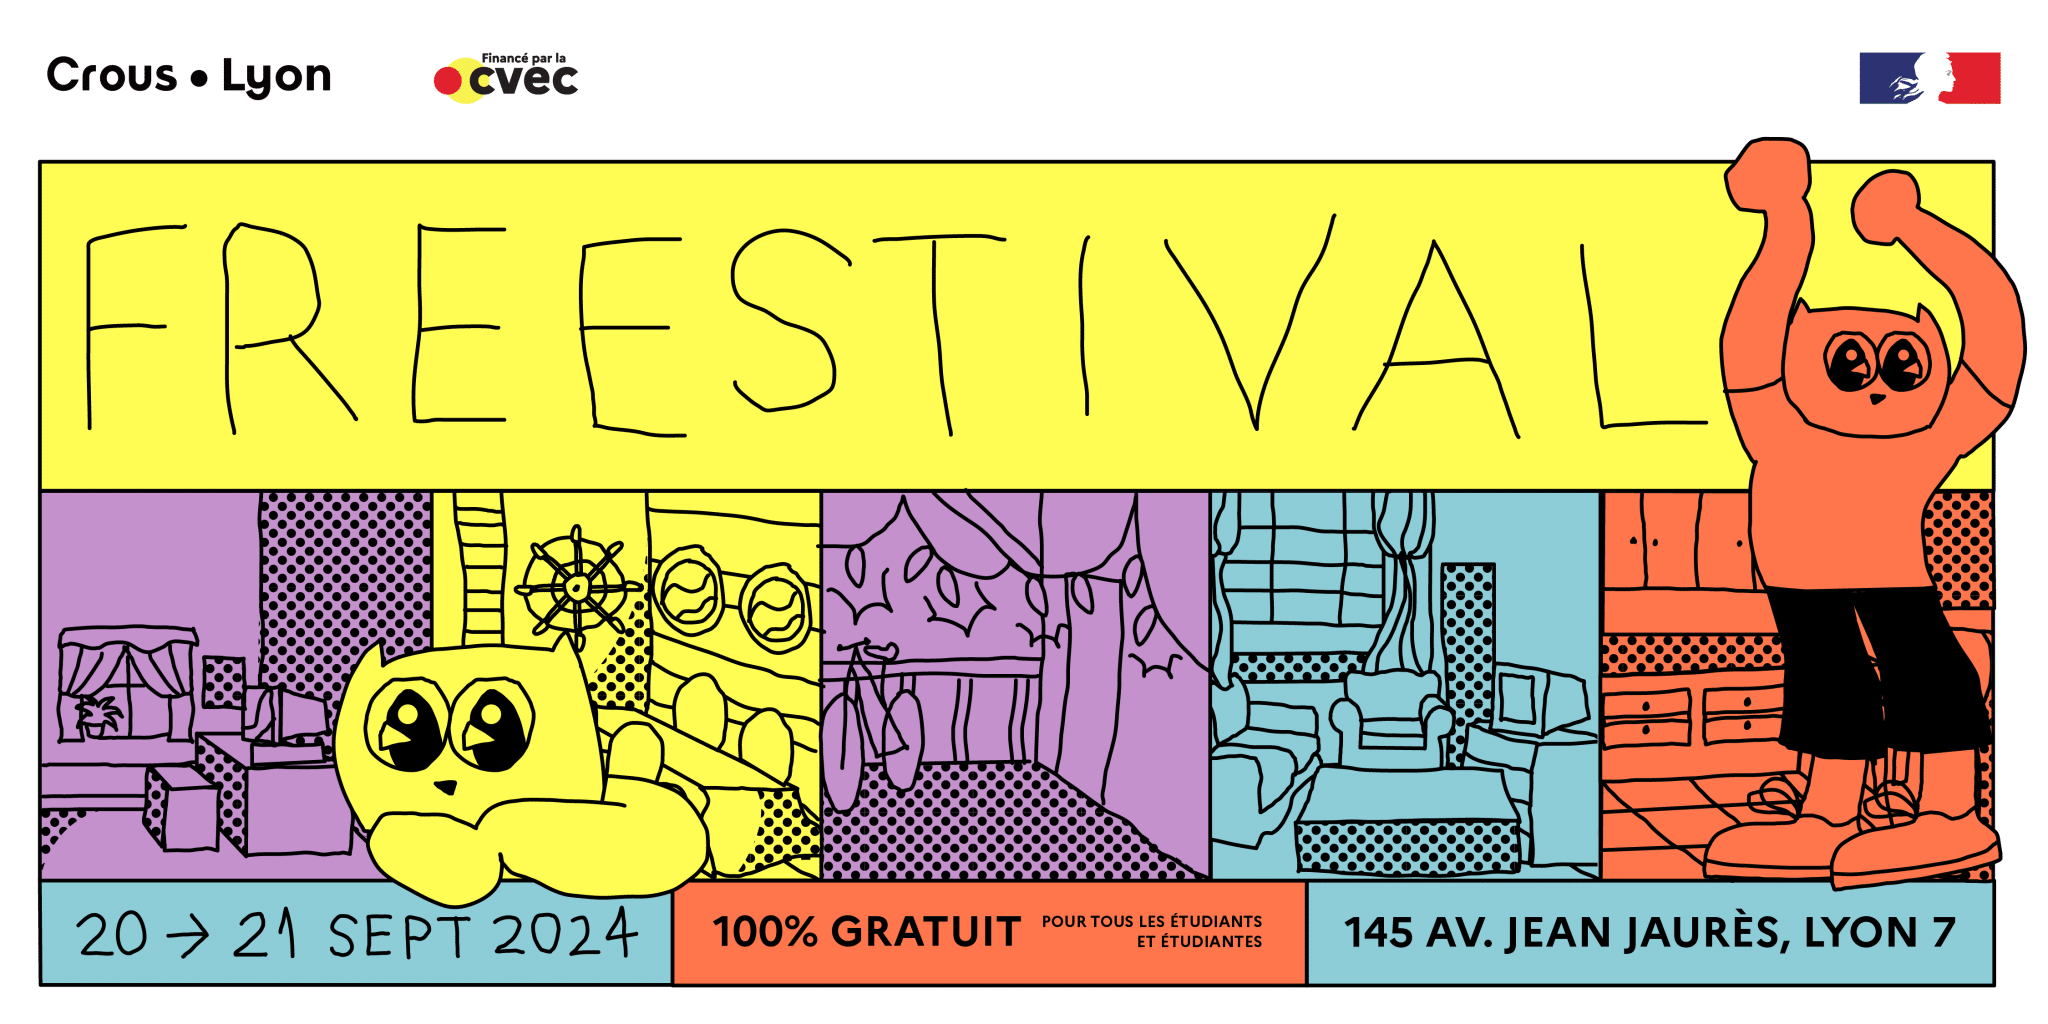 Crous • Lyon
Financé par la
cvec
FREESTIVAL
20 → 21 SEPT 2024
100% GRATUIT
POUR TOUS LES ÉTUDIANTS
ET ÉTUDIANTES
145 AV. JEAN JAURÈS, LYON 7